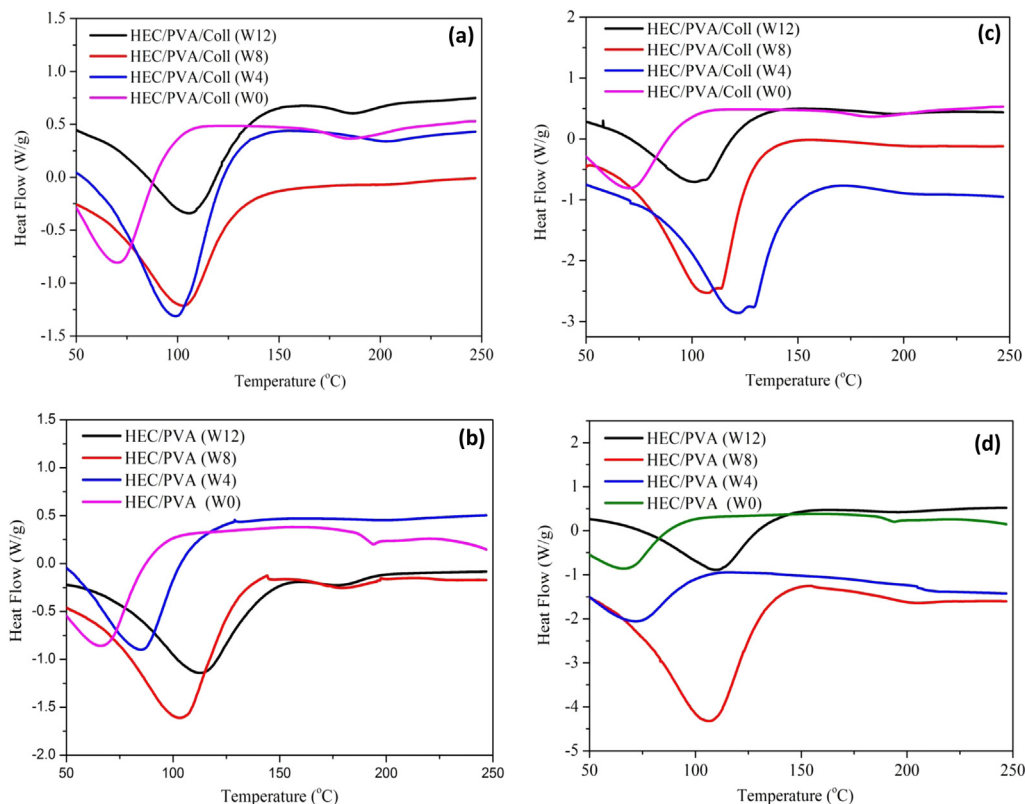 1.5
1.0
0.5
0.0
-0.5
-1.0
-1.5
Heat Flow (W/g)
HEC/PVA/Coll (W12)
HEC/PVA/Coll (W8)
HEC/PVA/Coll (W4)
HEC/PVA/Coll (W0)
(a)
50 100 150 200 250
Temperature (°C)
2
1
0
-1
-2
-3
Heat Flow (W/g)
HEC/PVA/Coll (W12)
HEC/PVA/Coll (W8)
HEC/PVA/Coll (W4)
HEC/PVA/Coll (W0)
(c)
50 100 150 200 250
Temperature (°C)
1.5
1.0
0.5
0.0
-0.5
-1.0
-1.5
-2.0
Heat Flow (W/g)
HEC/PVA (W12)
HEC/PVA (W8)
HEC/PVA (W4)
HEC/PVA (W0)
(b)
50 100 150 200 250
Temperature (°C)
2
1
0
-1
-2
-4
-5
Heat Flow (W/g)
HEC/PVA (W12)
HEC/PVA (W8)
HEC/PVA (W4)
HEC/PVA (W0)
(d)
50 100 150 200 250
Temperature (°C)